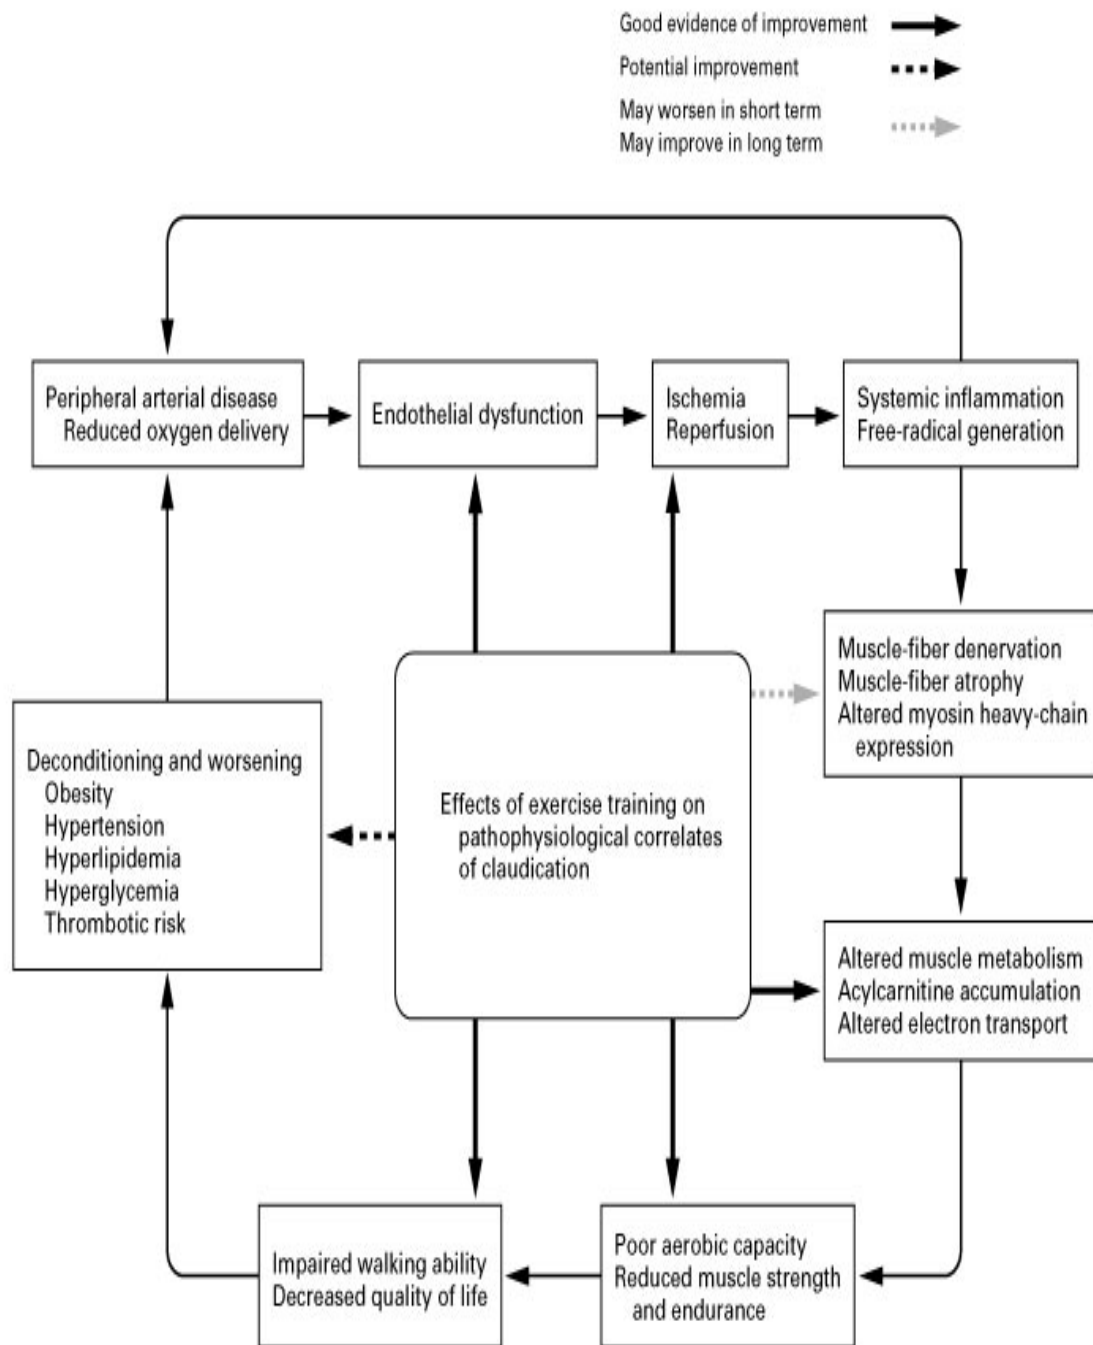 Good evidence of improvement
Potential improvement
May worsen in short term
May improve in long term
Peripheral arterial disease
Reduced oxygen delivery
Endothelial dysfunction
Ischemia
Reperfusion
Systemic inflammation
Free-radical generation
Muscle-fiber denervation
Muscle-fiber atrophy
Altered myosin heavy-chain
expression
Deconditioning and worsening
Obesity
Hypertension
Hyperlipidemia
Hyperglycemia
Thrombotic risk
Effects of exercise training on
pathophysiological correlates
of claudication
Altered muscle metabolism
Acylcarnitine accumulation
Altered electron transport
Impaired walking ability
Decreased quality of life
Poor aerobic capacity
Reduced muscle strength
and endurance